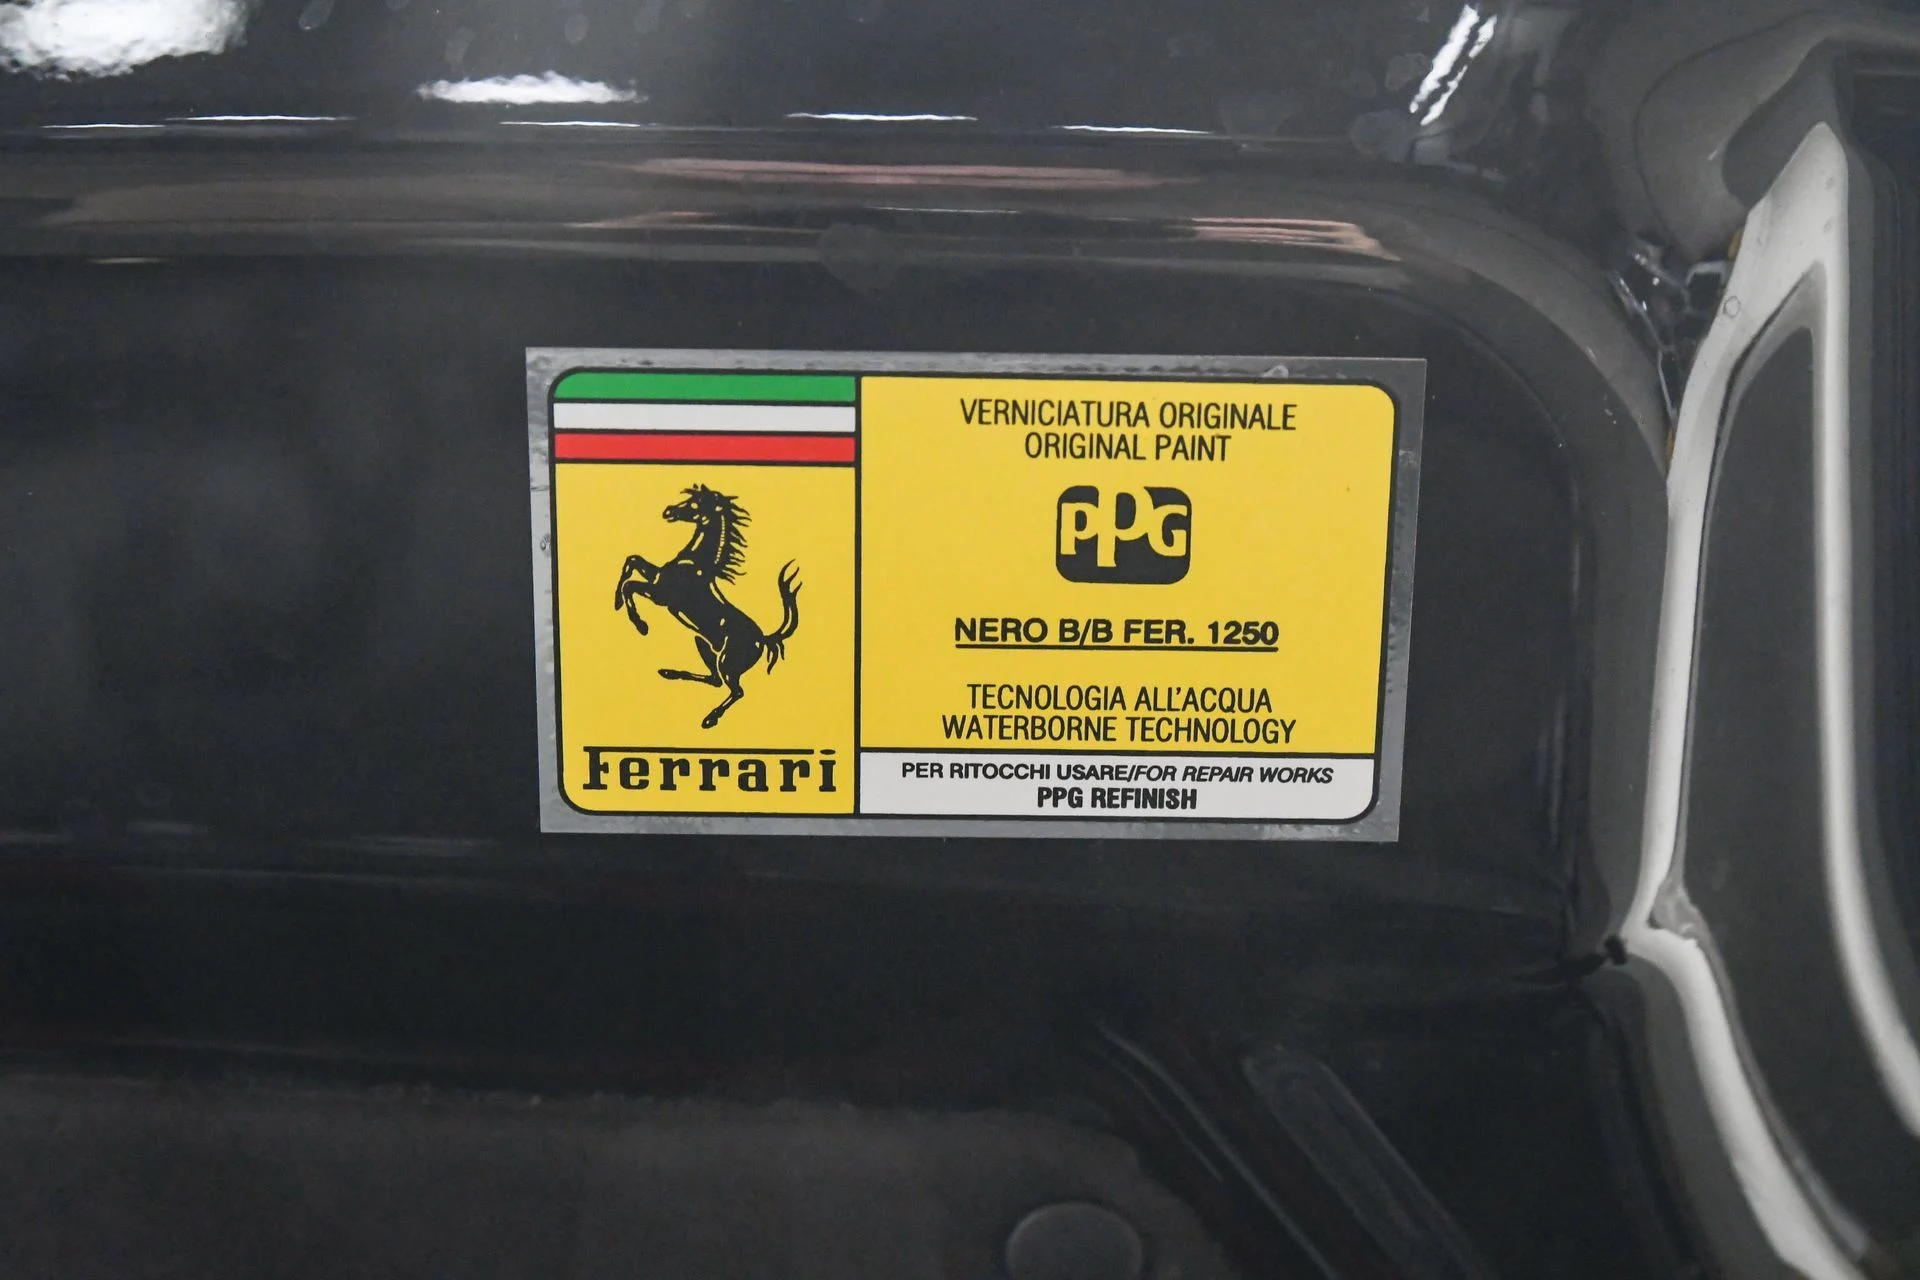 VERNICIATURA ORIGINALE
ORIGINAL PAINT
PPG
NERO B/B FER. 1250
TECNOLOGIA ALL'ACQUA
WATERBORNE TECHNOLOGY
Ferrari
PER RITOCCHI USARE/FOR REPAIR WORKS
PPG REFINISH